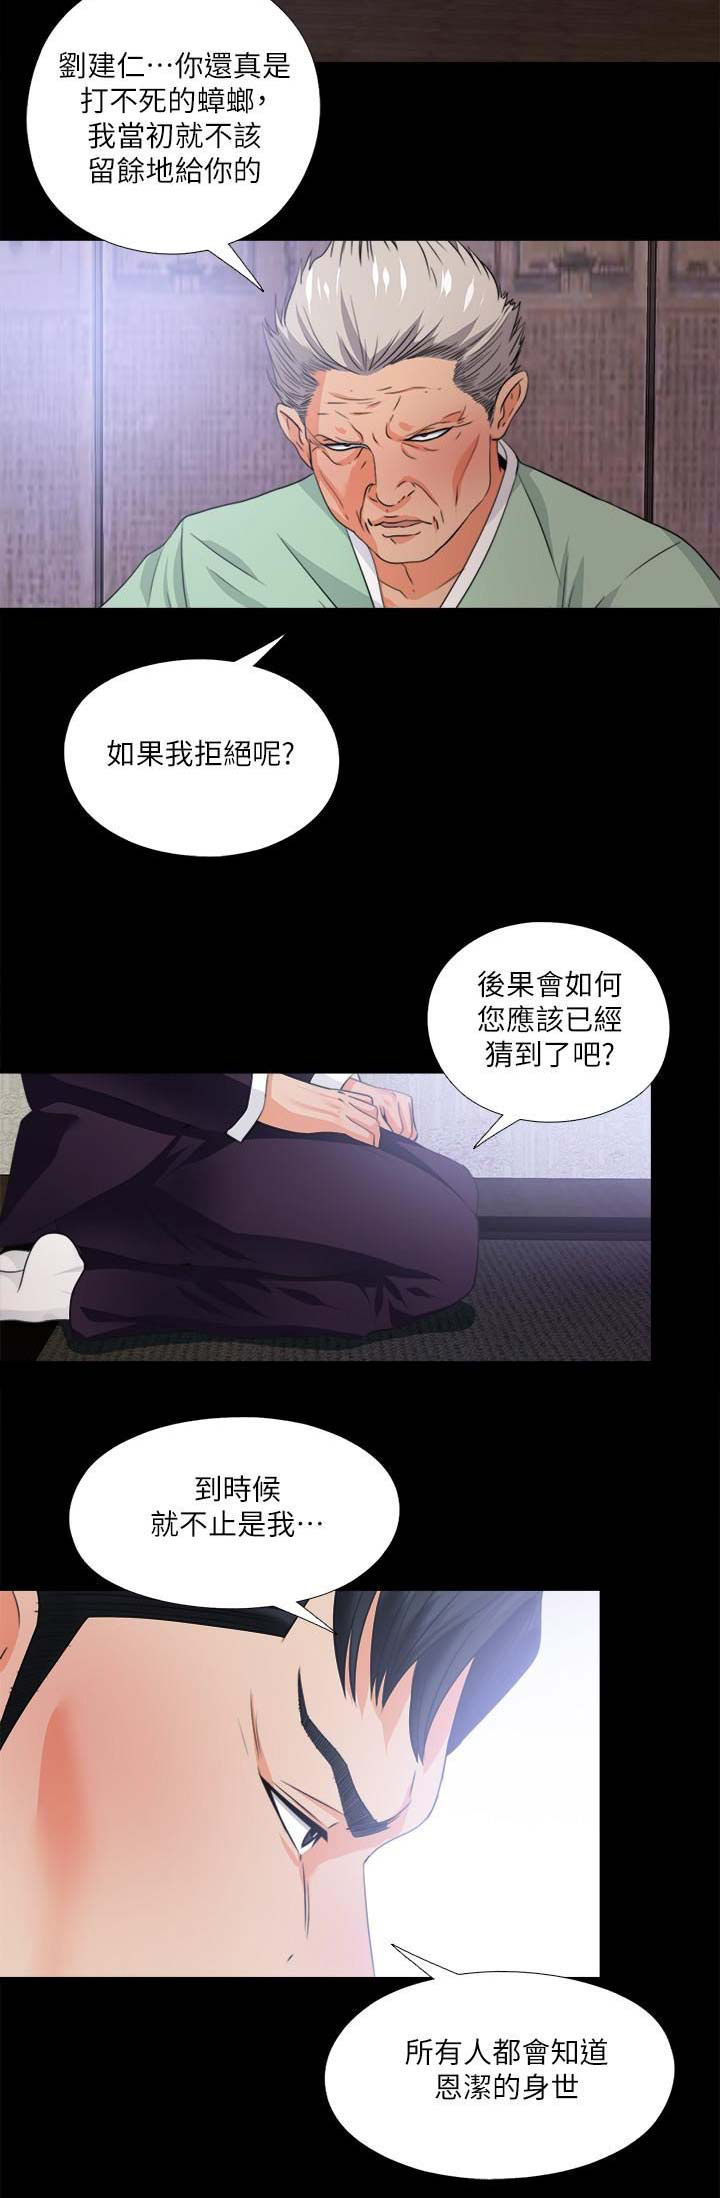 劉建仁⋯你還真是
打不死的蟑螂，
我當初就不該
留餘地給你的
如果我拒絕呢?
後果會如何
您應該已經
猜到了吧?
到時候
就不止是我⋯
所有人都會知道
恩潔的身世